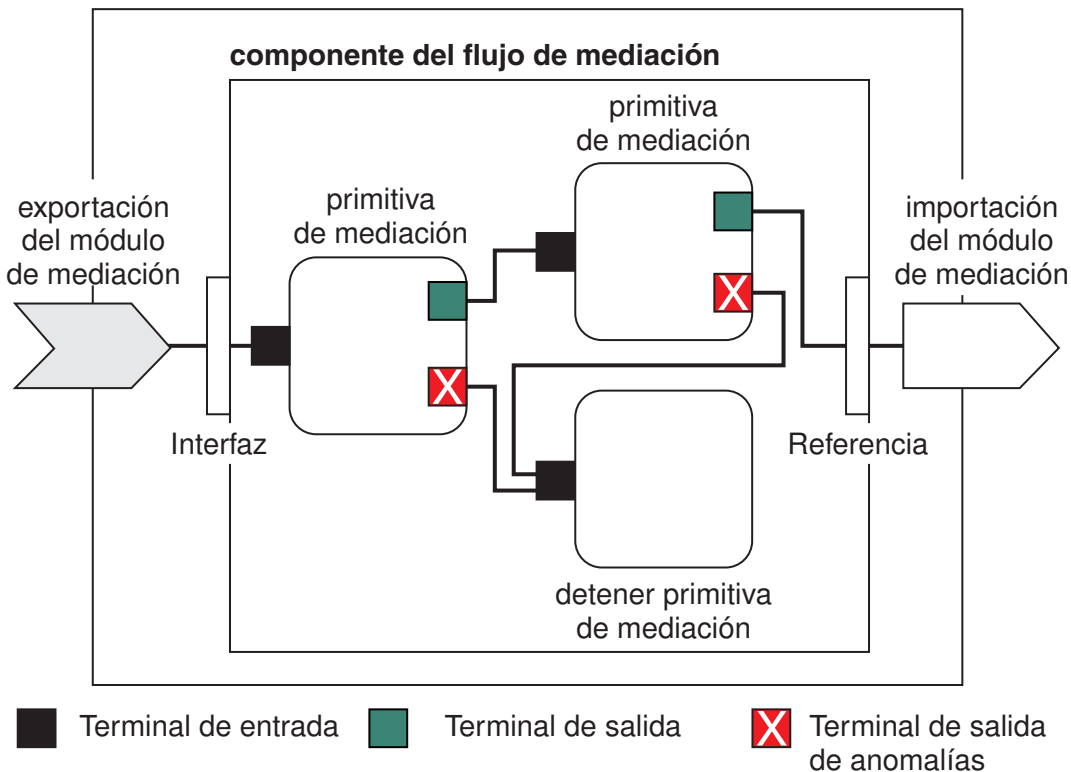 componente del flujo de mediación
primitiva
de mediación
primitiva
de mediación
exportación
del módulo
de mediación
importación
del módulo
de mediación
Interfaz
Referencia
detener primitiva
de mediación
Terminal de entrada
Terminal de salida
X Terminal de salida
de anomalías
X
X